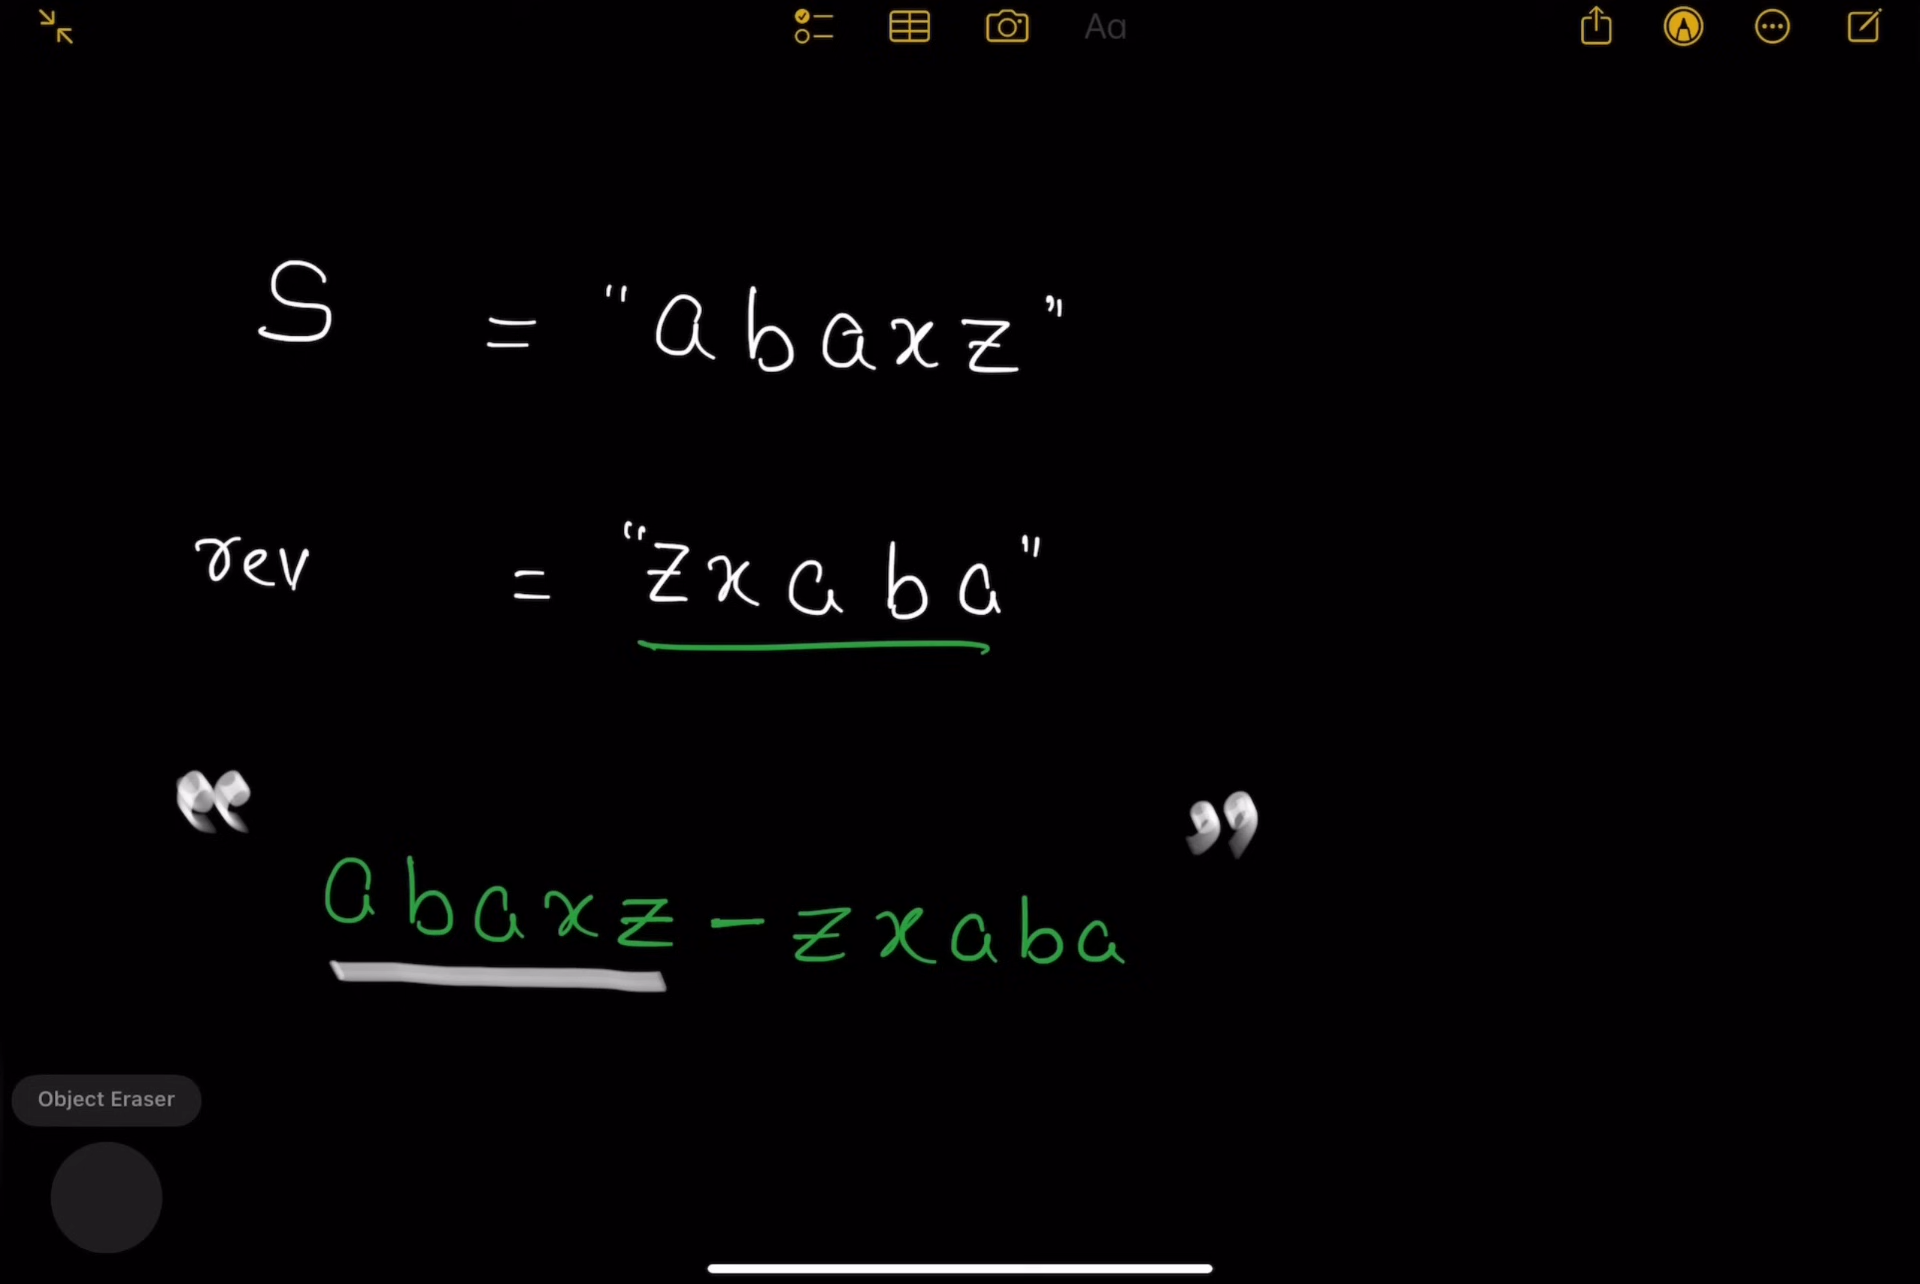 Aa
S = "abaxz"
rev = "zxaba"
"abaxz-zxaba"
Object Eraser